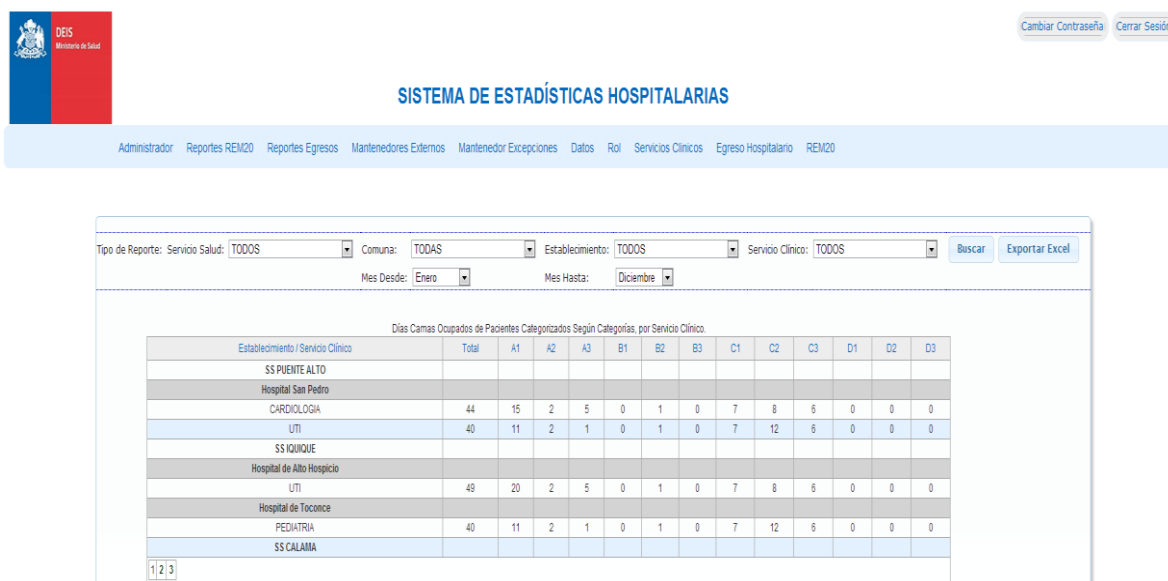 DEIS
Ministerio de Salud
Cambiar Contraseña Cerrar Sesión
SISTEMA DE ESTADÍSTICAS HOSPITALARIAS
Administrador Reportes REM20 Reportes Egresos Mantenedores Externos Mantenedor Excepciones Datos Rol Servicios Clinicos Egreso Hospitalario REM20
Tipo de Reporte: Servicio Salud: TODOS Comuna: TODAS Establecimiento: TODOS Servicio Clínico: TODOS Buscar Exportar Excel
Mes Desde: Enero Mes Hasta: Diciembre
Días Camas Ocupados de Pacientes Categorizados Según Categorías, por Servicio Clínico.
Establecimiento / Servicio Clínico Total A1 A2 A3 B1 B2 B3 C1 C2 C3 D1 D2 D3
SS PUENTE ALTO
Hospital San Pedro
CARDIOLOGIA 44 15 2 5 0 1 0 7 8 6 0 0 0
UTI 40 11 2 1 0 1 0 7 12 6 0 0 0
SS IQUIQUE
Hospital de Alto Hospicio
UTI 49 20 2 5 0 1 0 7 8 6 0 0 0
Hospital de Toconce
PEDIATRIA 40 11 2 1 0 1 0 7 12 6 0 0 0
SS CALAMA
1 2 3